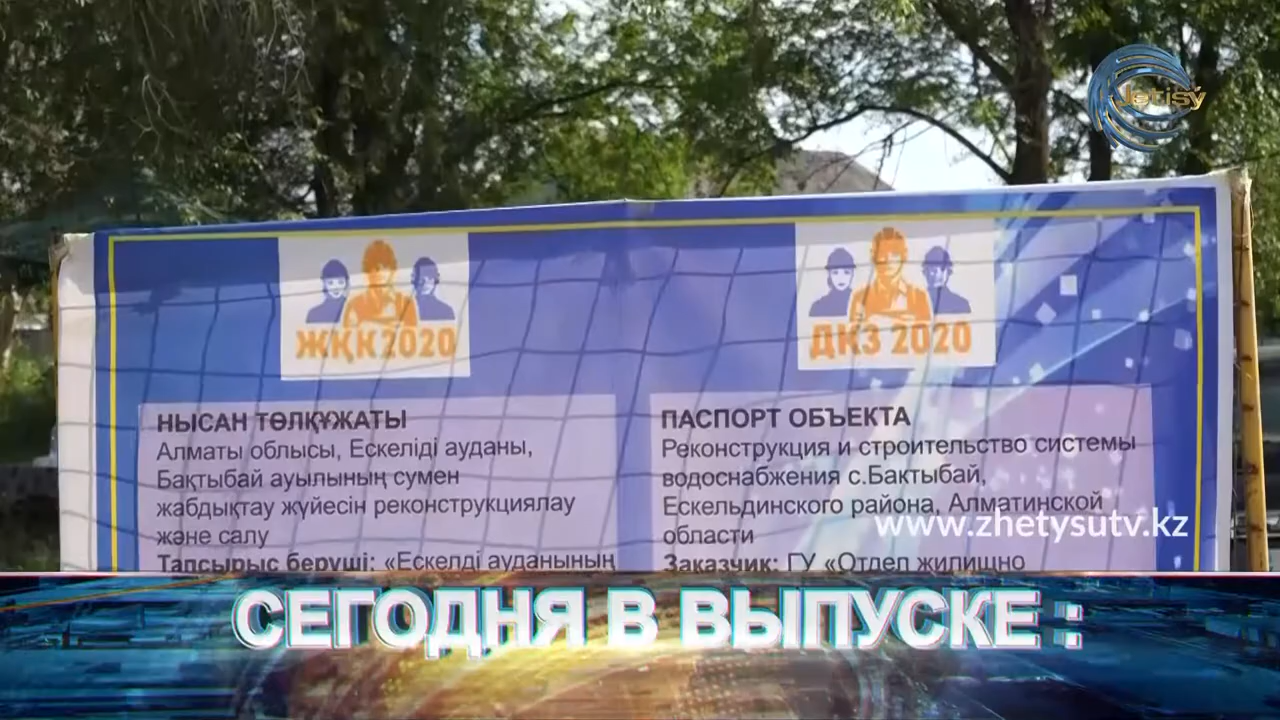 Jetisý
ЖҚК 2020
ДКЗ 2020
НЫСАН ТӨЛҚҰЖАТЫ
Алматы облысы, Ескелді ауданы,
Бақтыбай ауылының сумен
жабдықтау жүйесін реконструкциялау
және салу
Тапсырыс беруші: «Ескелді ауданының
ПАСПОРТ ОБЪЕКТА
Реконструкция и строительство системы
водоснабжения с.Бактыбай,
Ескельдинского района, Алматинской
области
Заказчик: ГУ «Отдел жилищно
www.zhetysutv.kz
СЕГОДНЯ В ВЫПУСКЕ :